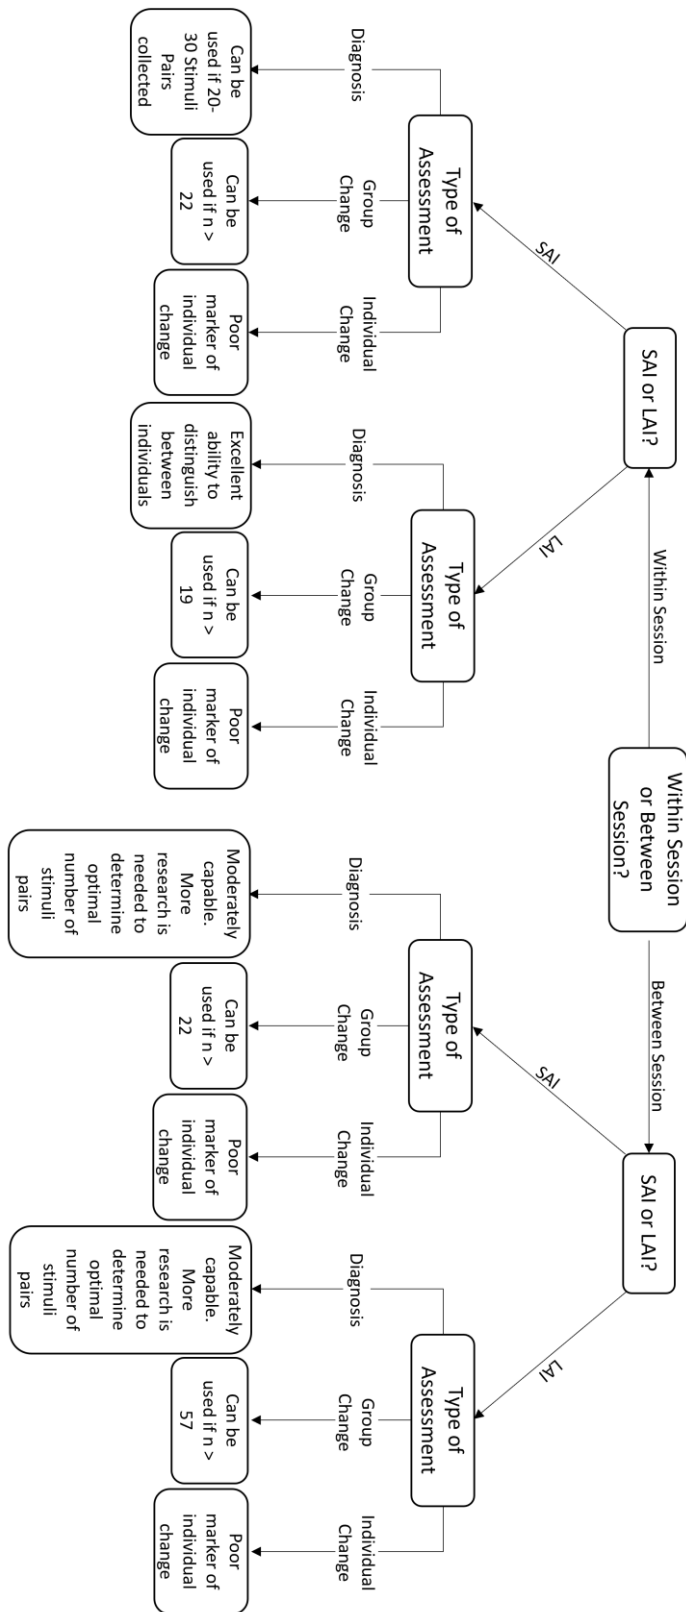 Within Session
or Between
Session?
Within Session
Between Session
SAI or LAI?
SAI or LAI?
SAI
LAI
SAI
LAI
Type of
Assessment
Type of
Assessment
Type of
Assessment
Type of
Assessment
Diagnosis
Group
Change
Individual
Change
Diagnosis
Group
Change
Individual
Change
Diagnosis
Group
Change
Individual
Change
Diagnosis
Group
Change
Individual
Change
Can be
used if 20-
30 Stimuli
Pairs
collected
Can be
used if n >
22
Poor
marker of
individual
change
Excellent
ability to
distinguish
between
individuals
Can be
used if n >
19
Poor
marker of
individual
change
Moderately
capable.
More
research is
needed to
determine
optimal
number of
stimuli
pairs
Can be
used if n >
22
Poor
marker of
individual
change
Moderately
capable.
More
research is
needed to
determine
optimal
number of
stimuli
pairs
Can be
used if n >
57
Poor
marker of
individual
change